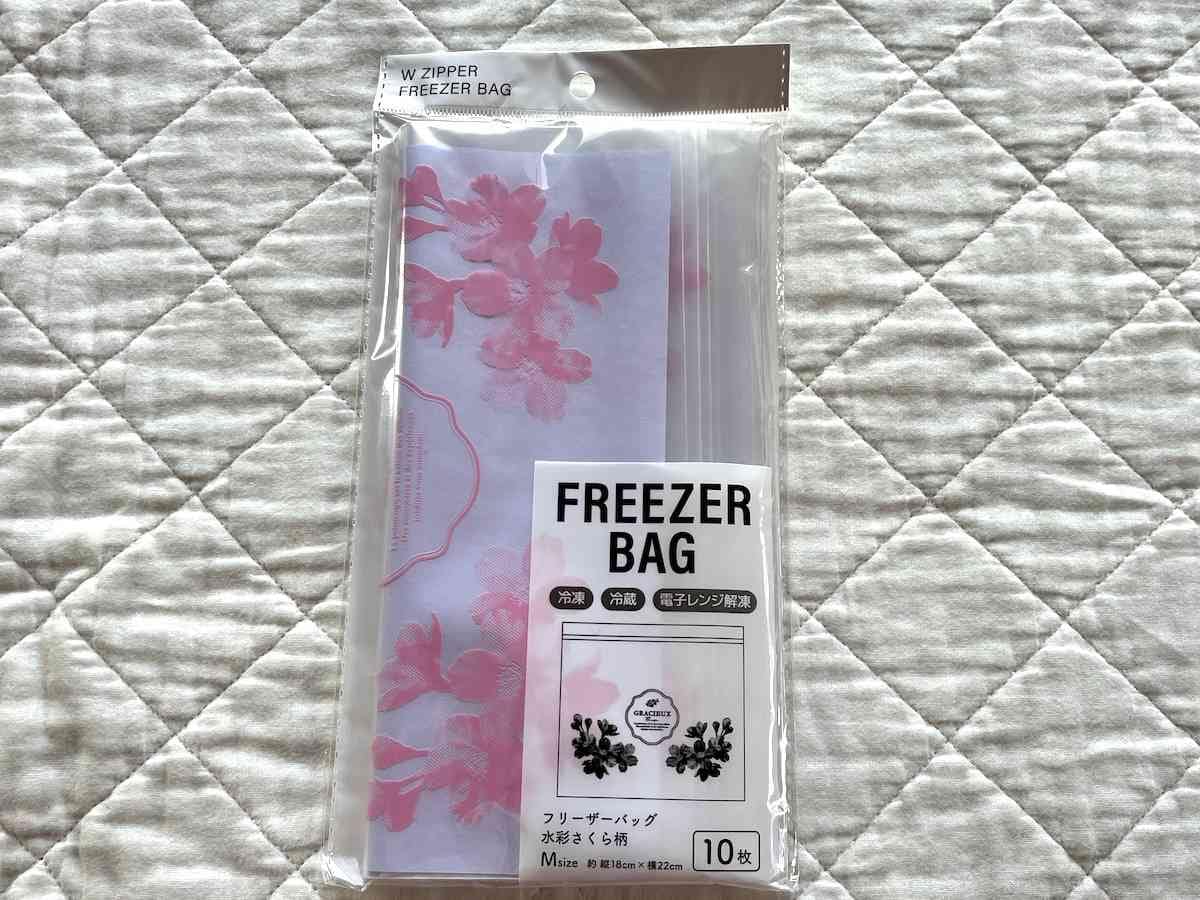 W ZIPPER
FREEZER BAG
FREEZER
BAG
冷凍 冷蔵 電子レンジ解凍
GRACIEUX
フリーザーバッグ
水彩さくら柄
Msize 約 縦18cm×横22cm
10枚